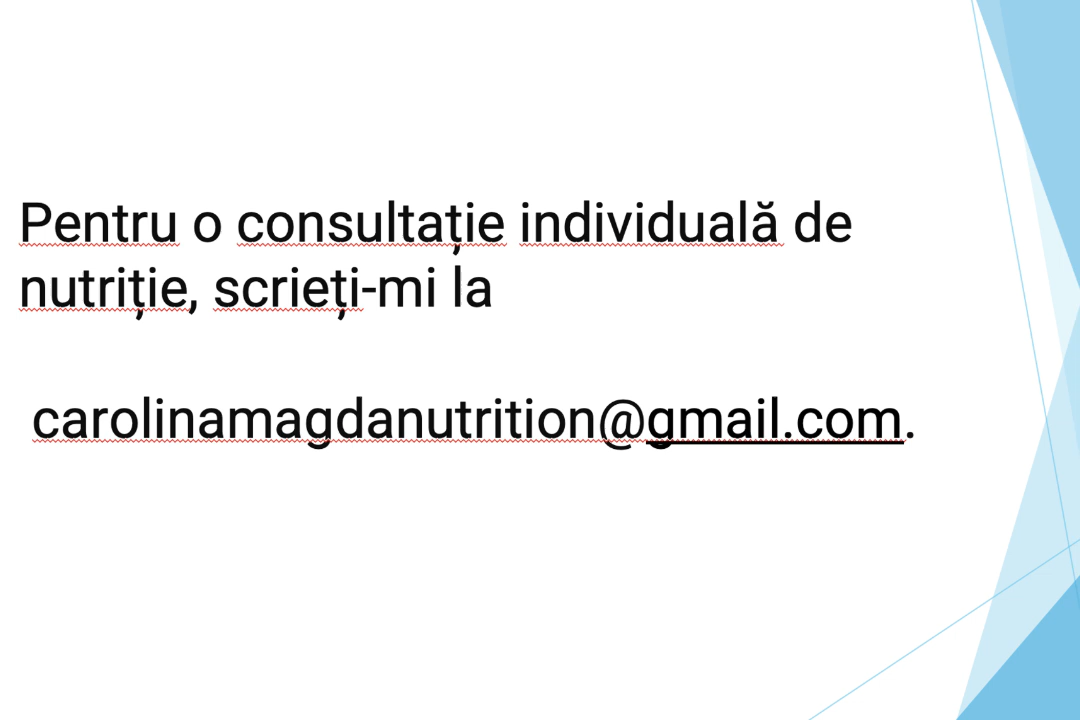 Pentru o consultație individuală de
nutriție, scrieți-mi la
carolinamagdanutrition@gmail.com.